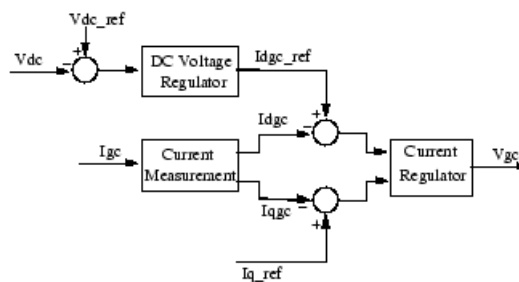 Vdc_ref
+
Vdc
−
DC Voltage
Regulator
Idgc_ref
+
−
Idgc
Igc
Current
Measurement
Current
Regulator
Vgc
Iqgc
−
+
Iq_ref